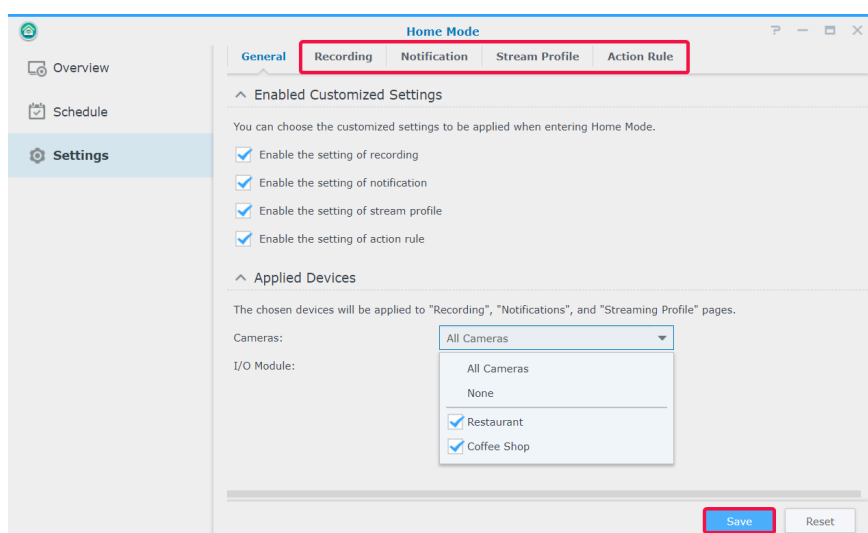 Home Mode
Overview
Schedule
Settings
General Recording Notification Stream Profile Action Rule
Enabled Customized Settings
You can choose the customized settings to be applied when entering Home Mode.
Enable the setting of recording
Enable the setting of notification
Enable the setting of stream profile
Enable the setting of action rule
Applied Devices
The chosen devices will be applied to "Recording", "Notifications", and "Streaming Profile" pages.
Cameras: All Cameras
I/O Module:
All Cameras
None
Restaurant
Coffee Shop
Save Reset